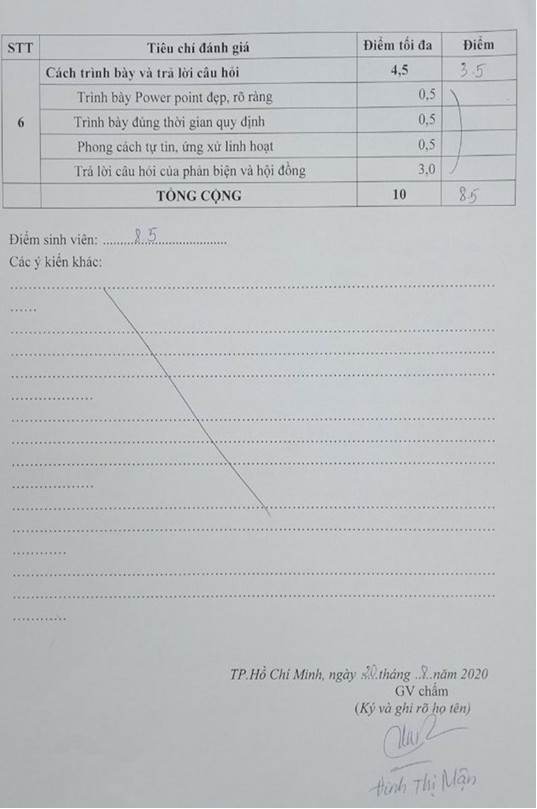 STT Tiêu chí đánh giá Điểm tối đa Điểm
6 Cách trình bày và trả lời câu hỏi 4,5 3.5
Trình bày Power point đẹp, rõ ràng 0,5
Trình bày đúng thời gian quy định 0,5
Phong cách tự tin, ứng xử linh hoạt 0,5
Trả lời câu hỏi của phản biện và hội đồng 3,0
TỔNG CỘNG 10 8.5
Điểm sinh viên: ..........8.5..........
Các ý kiến khác:
TP.Hồ Chí Minh, ngày 20 tháng ..8..năm 2020
GV chấm
(Ký và ghi rõ họ tên)
Đinh Thị Mận